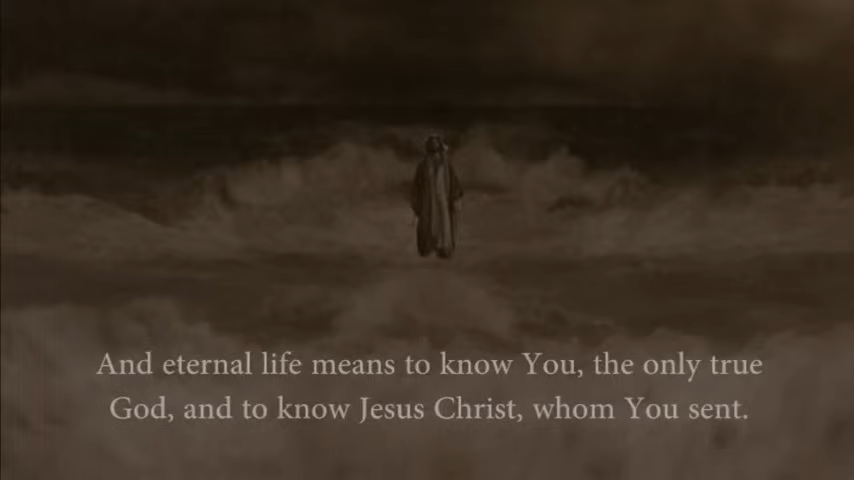 And eternal life means to know You, the only true
God, and to know Jesus Christ, whom You sent.